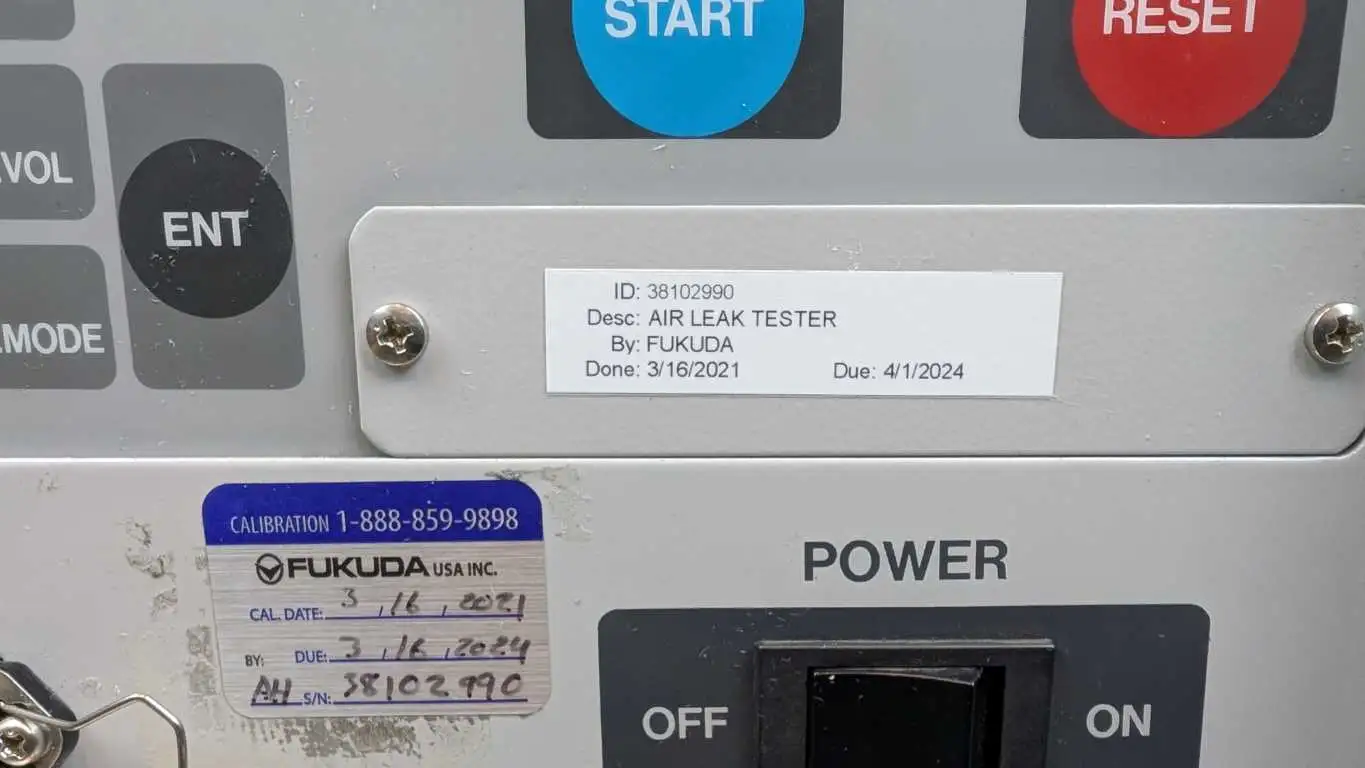 START
RESET
.VOL
ENT
.MODE
ID: 38102990
Desc: AIR LEAK TESTER
By: FUKUDA
Done: 3/16/2021 Due: 4/1/2024
CALIBRATION 1-888-859-9898
FUKUDA USA INC.
CAL. DATE: 3 / 16 / 2021
BY: DUE: 3 / 16 / 2024
AH S/N: 38102990
POWER
OFF
ON